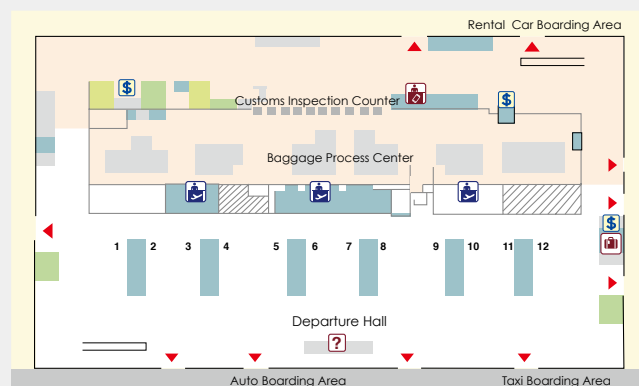 Rental Car Boarding Area
$
Customs Inspection Counter
$
Baggage Process Center
$
1 2 3 4 5 6 7 8 9 10 11 12
Departure Hall
?
Auto Boarding Area
Taxi Boarding Area